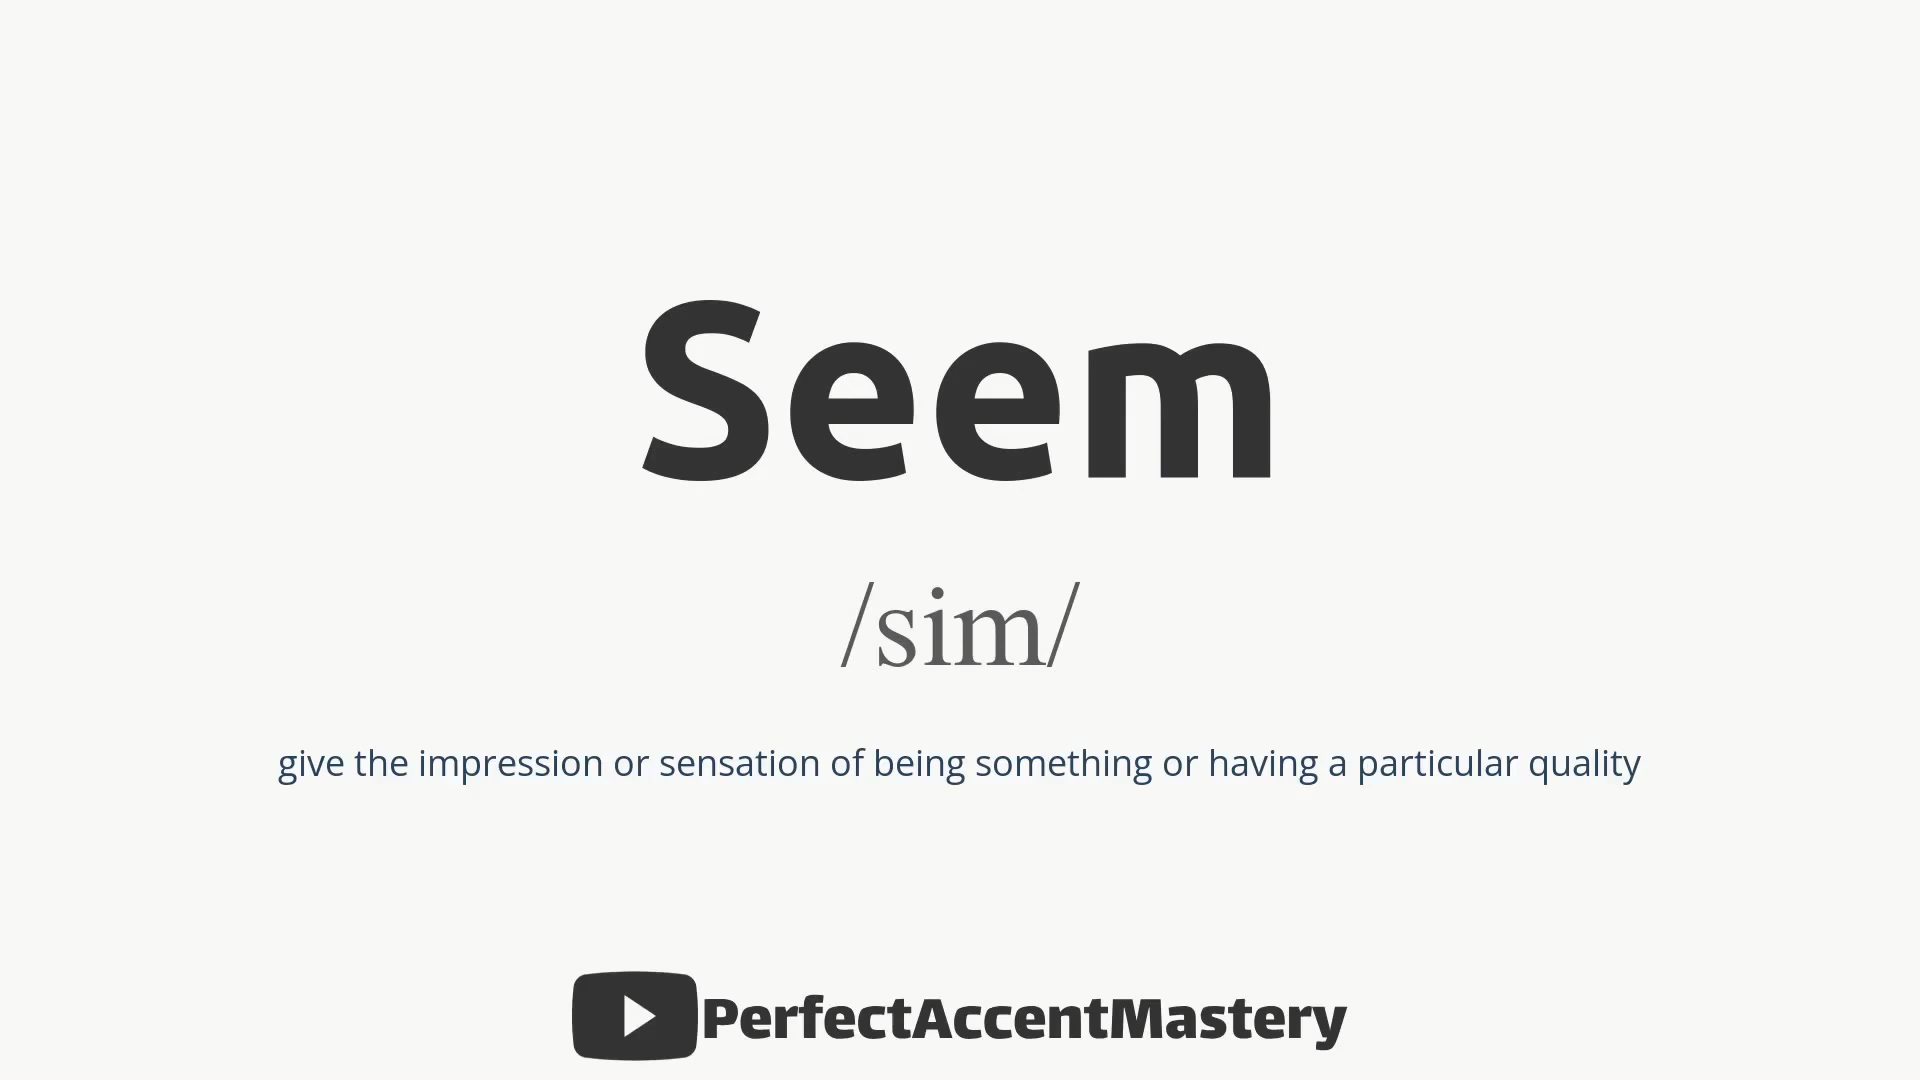 Seem
/sim/
give the impression or sensation of being something or having a particular quality
PerfectAccentMastery